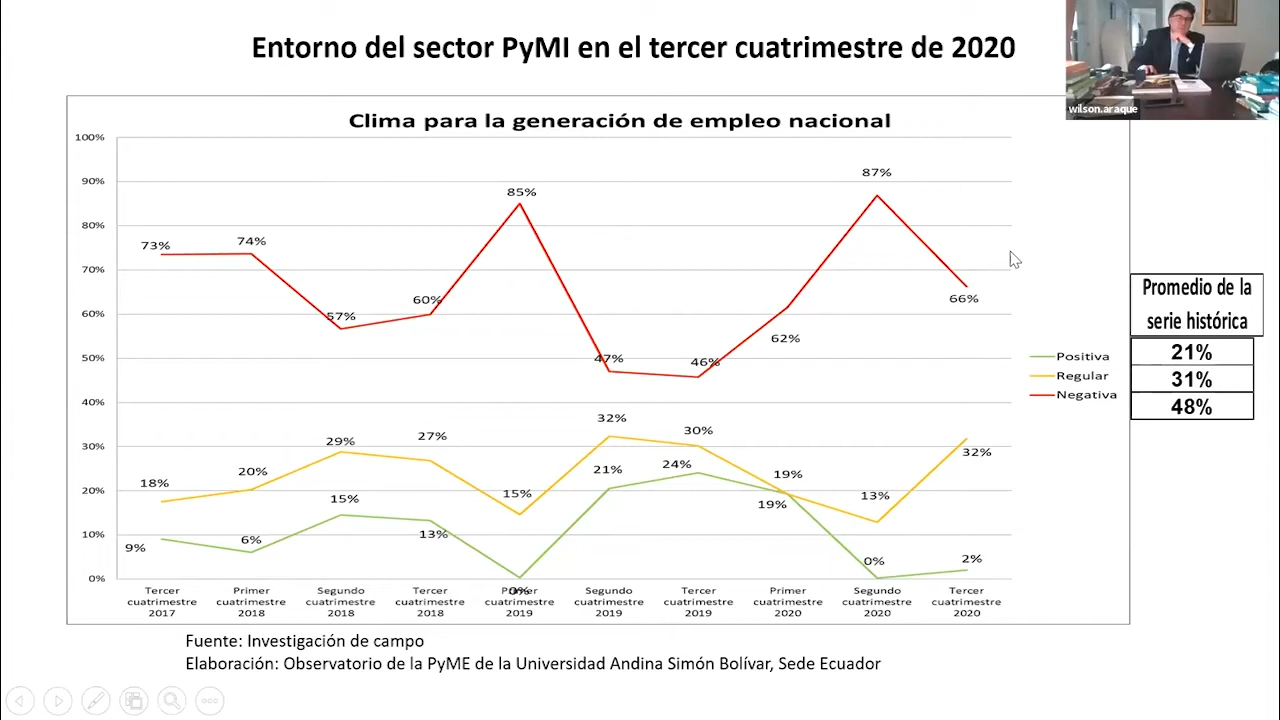 Entorno del sector PyMI en el tercer cuatrimestre de 2020
wilson.araque
Clima para la generación de empleo nacional
100%
90%
80%
70%
60%
50%
40%
30%
20%
10%
0%
73%
74%
57%
60%
85%
47%
46%
62%
87%
66%
18%
20%
29%
27%
15%
32%
30%
19%
13%
32%
9%
6%
15%
13%
0%
21%
24%
19%
0%
2%
Tercer
cuatrimestre
2017
Primer
cuatrimestre
2018
Segundo
cuatrimestre
2018
Tercer
cuatrimestre
2018
Primer
cuatrimestre
2019
Segundo
cuatrimestre
2019
Tercer
cuatrimestre
2019
Primer
cuatrimestre
2020
Segundo
cuatrimestre
2020
Tercer
cuatrimestre
2020
Positiva
Regular
Negativa
Promedio de la
serie histórica
21%
31%
48%
Fuente: Investigación de campo
Elaboración: Observatorio de la PyME de la Universidad Andina Simón Bolívar, Sede Ecuador